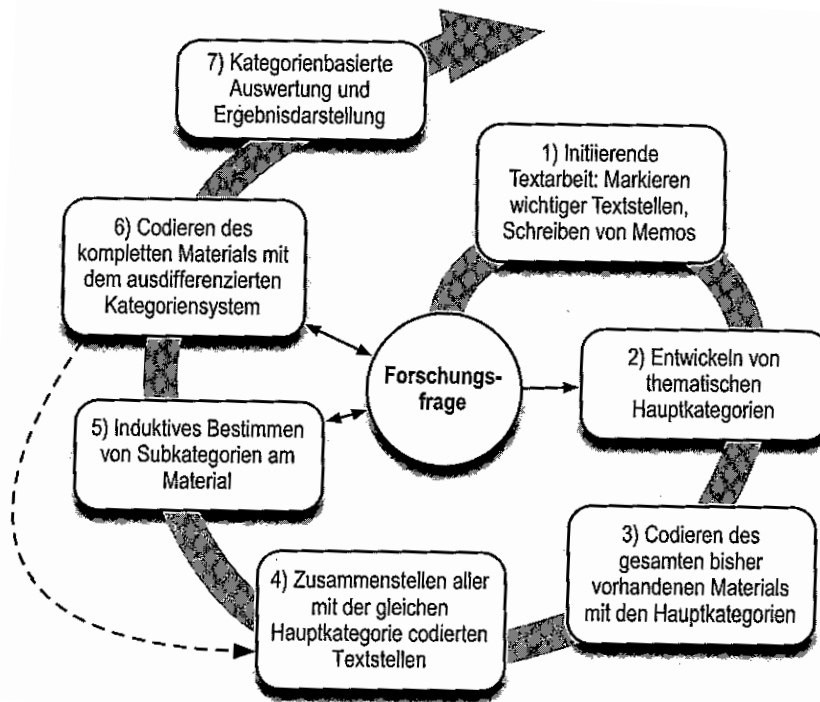 7) Kategorienbasierte
Auswertung und
Ergebnisdarstellung
1) Initiierende
Textarbeit: Markieren
wichtiger Textstellen,
Schreiben von Memos
6) Codieren des
kompletten Materials mit
dem ausdifferenzierten
Kategoriensystem
Forschungs-
frage
2) Entwickeln von
thematischen
Hauptkategorien
5) Induktives Bestimmen
von Subkategorien am
Material
3) Codieren des
gesamten bisher
vorhandenen Materials
mit den Hauptkategorien
4) Zusammenstellen aller
mit der gleichen
Hauptkategorie codierten
Textstellen